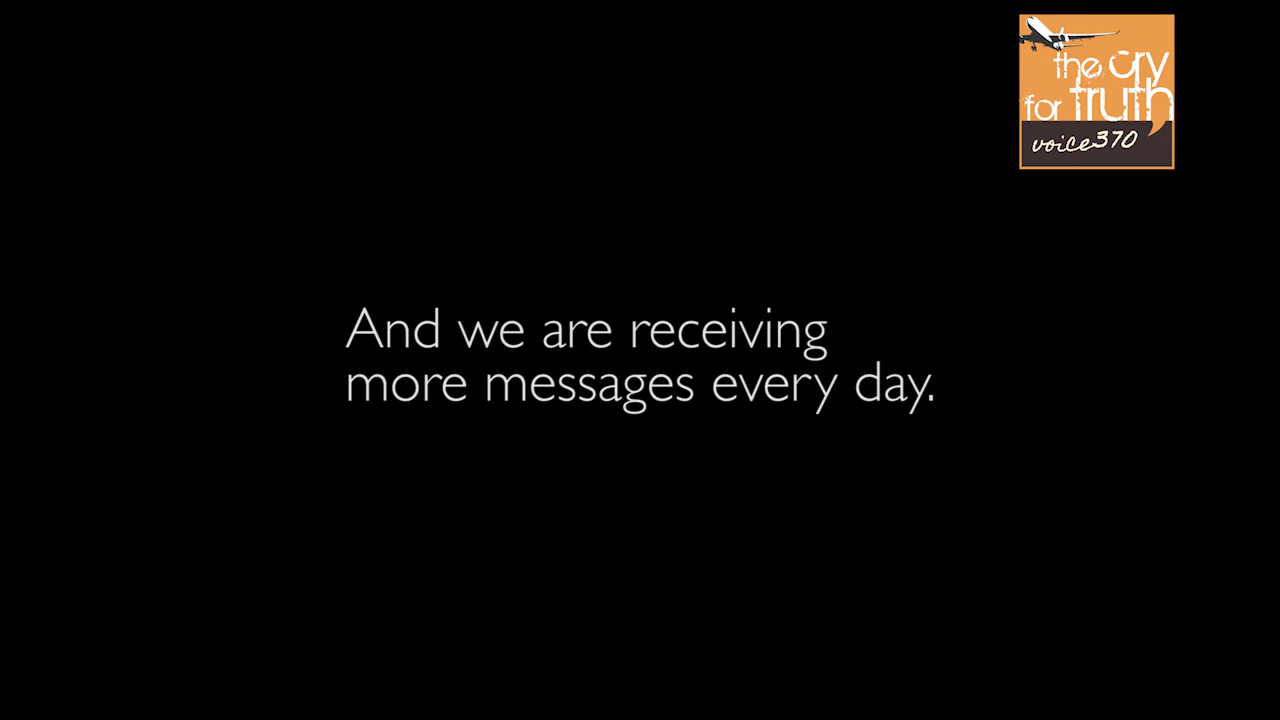 the cry
for truth
voice370
And we are receiving
more messages every day.